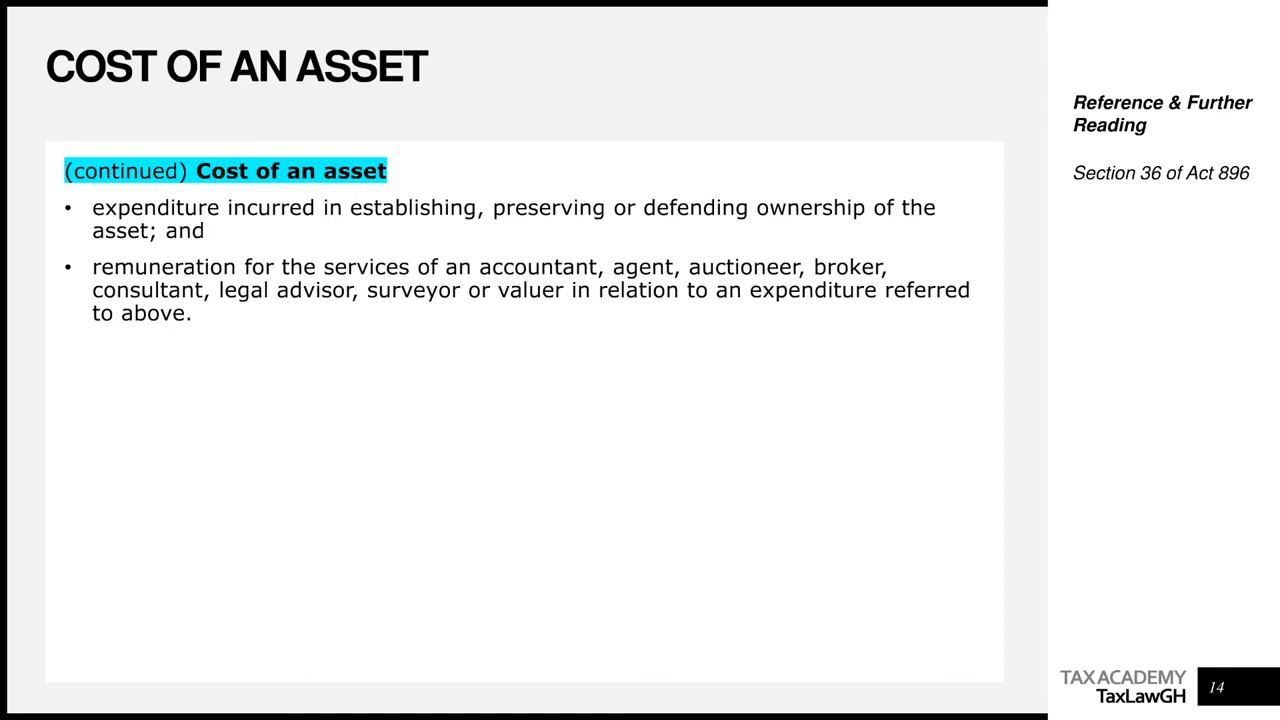 COST OF AN ASSET
(continued) Cost of an asset
• expenditure incurred in establishing, preserving or defending ownership of the
asset; and
• remuneration for the services of an accountant, agent, auctioneer, broker,
consultant, legal advisor, surveyor or valuer in relation to an expenditure referred
to above.
Reference & Further
Reading
Section 36 of Act 896
TAX ACADEMY
TaxLawGH
14